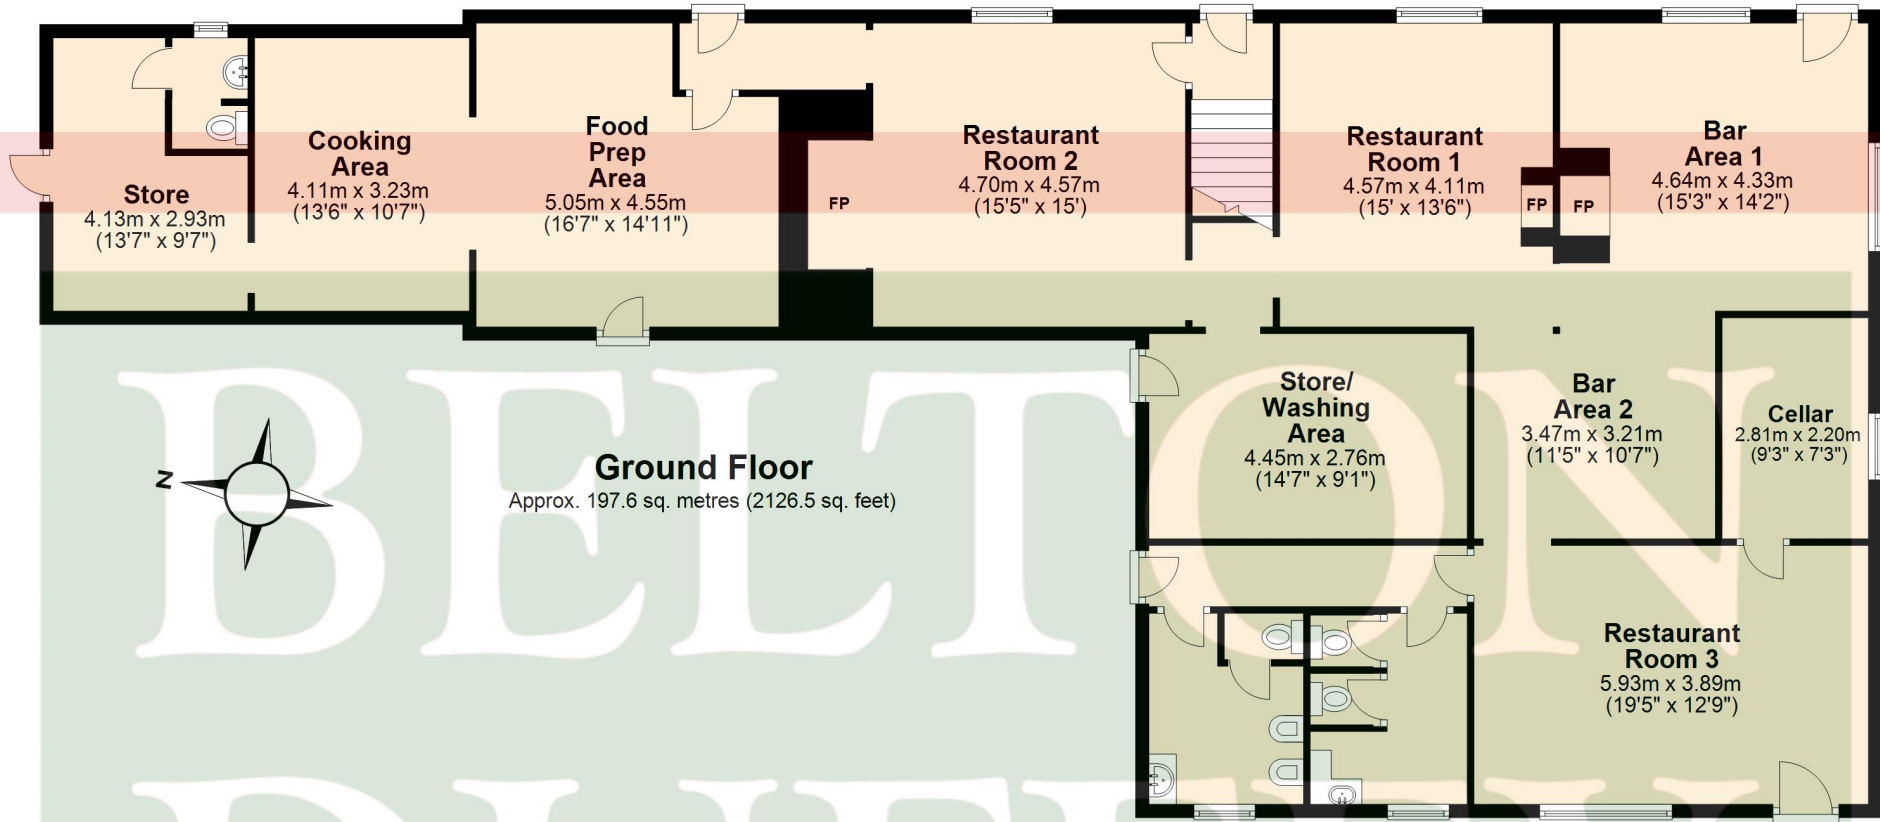 Store
4.13m x 2.93m
(13'7" x 9'7")
Cooking
Area
4.11m x 3.23m
(13'6" x 10'7")
Food
Prep
Area
5.05m x 4.55m
(16'7" x 14'11")
FP
Restaurant
Room 2
4.70m x 4.57m
(15'5" x 15')
Restaurant
Room 1
4.57m x 4.11m
(15' x 13'6")
FP
FP
Bar
Area 1
4.64m x 4.33m
(15'3" x 14'2")
Store/
Washing
Area
4.45m x 2.76m
(14'7" x 9'1")
Bar
Area 2
3.47m x 3.21m
(11'5" x 10'7")
Cellar
2.81m x 2.20m
(9'3" x 7'3")
N
Ground Floor
Approx. 197.6 sq. metres (2126.5 sq. feet)
Restaurant
Room 3
5.93m x 3.89m
(19'5" x 12'9")
BELTON